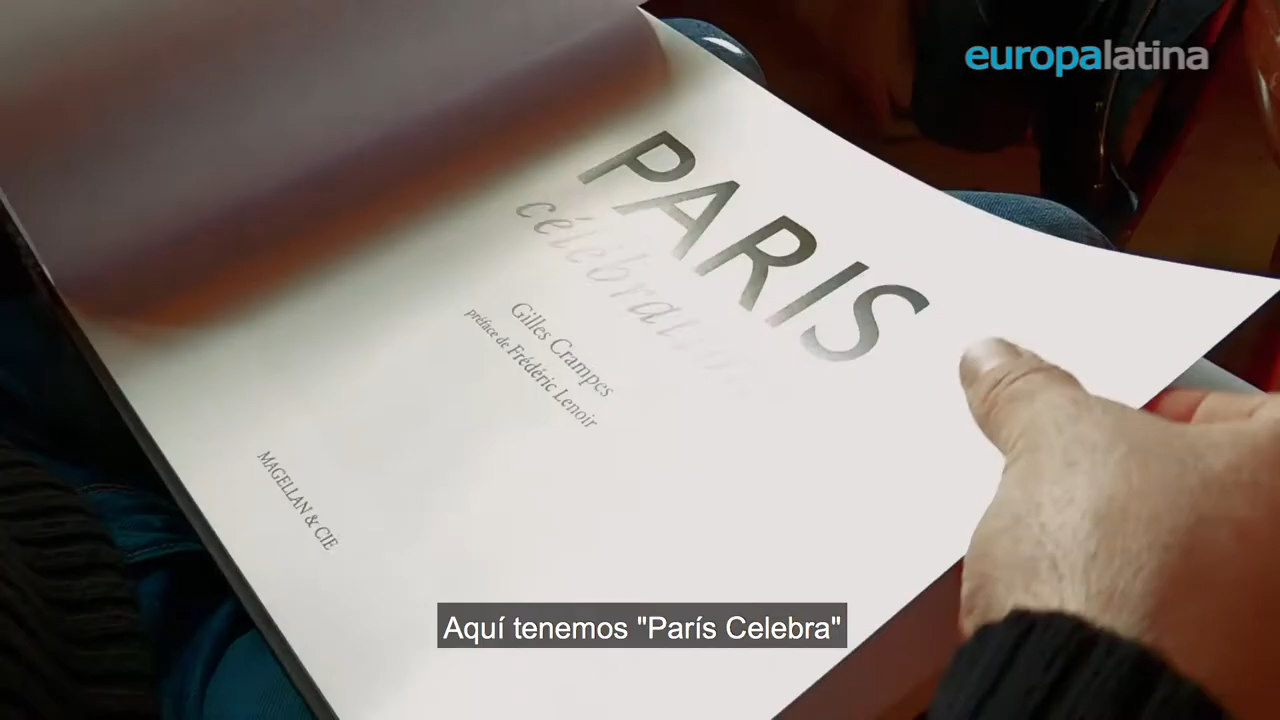 europalatina
PARIS
Gilles Crampes
préface de Frédéric Lenoir
MAGELLAN & CIE
Aquí tenemos "París Celebra"